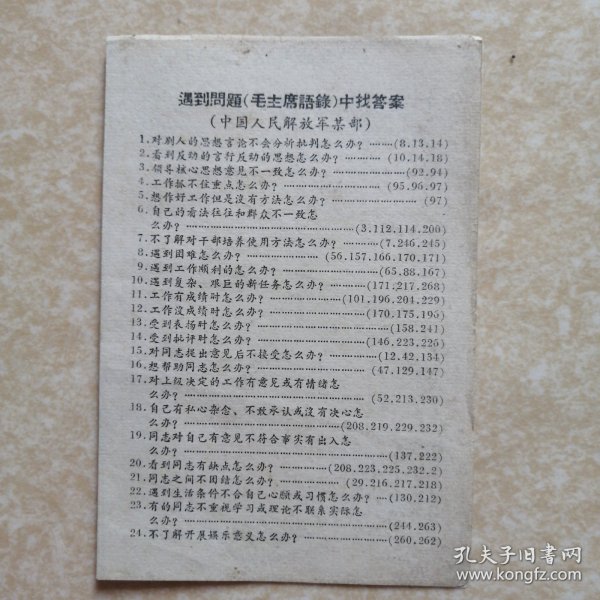 遇到問題(毛主席語錄)中找答案
(中国人民解放军某部)
1.对别人的思想言论不会分析批判怎么办? ……(8.13.14)
2.看到反动的言行反动的思想怎么办? ……………(10.14.18)
3.领导核心思想意见不一致怎么办? …………………(92.94)
4.工作抓不住重点怎么办? ……………………(95.96.97)
5.想作好工作但是没有方法怎么办? ……………………(97)
6.自己的看法往往和群众不一致怎
么办? ……………………………(3.112.114.200)
7.不了解对干部培养使用方法怎么办? ……(7.246.245)
8.遇到困难怎么办? ………………(56.157.166.170.171)
9.遇到工作顺利的怎么办? …………………(65.88.167)
10.遇到复杂、艰巨的新任务怎么办? ……(171.217.268)
11.工作有成绩时怎么办? ……………(101.196.204.229)
12.工作没成绩时怎么办? …………………(170.175.195)
13.受到表扬时怎么办? ………………………(158.241)
14.受到批评时怎么办? …………………(146.223.226)
15.对同志提出意见后不接受怎么办? ………(12.42.134)
16.想帮助同志怎么办? …………………(47.129.147)
17.对上级决定的工作有意见或有情绪怎
么办? ……………………………(52.213.230)
18.自己有私心杂念、不敢承认或没有决心怎
么办? …………………………(208.219.229.232)
19.同志对自己有意见不符合事实有出入怎
么办? ………………………………………(137.222)
20.看到同志有缺点怎么办? …………(208.223.225.232.2)
21.同志之间不团结怎么办? ………(29.216.217.218)
22.遇到生活条件不合自己心愿或习惯怎么办? …(130.212)
23.有的同志不重视学习或理论不联系实际怎
么办? ………………………………………(244.263)
24.不了解开展娱乐意义怎么办? ………………(260.262)
孔夫子旧书网
www.kongfz.com